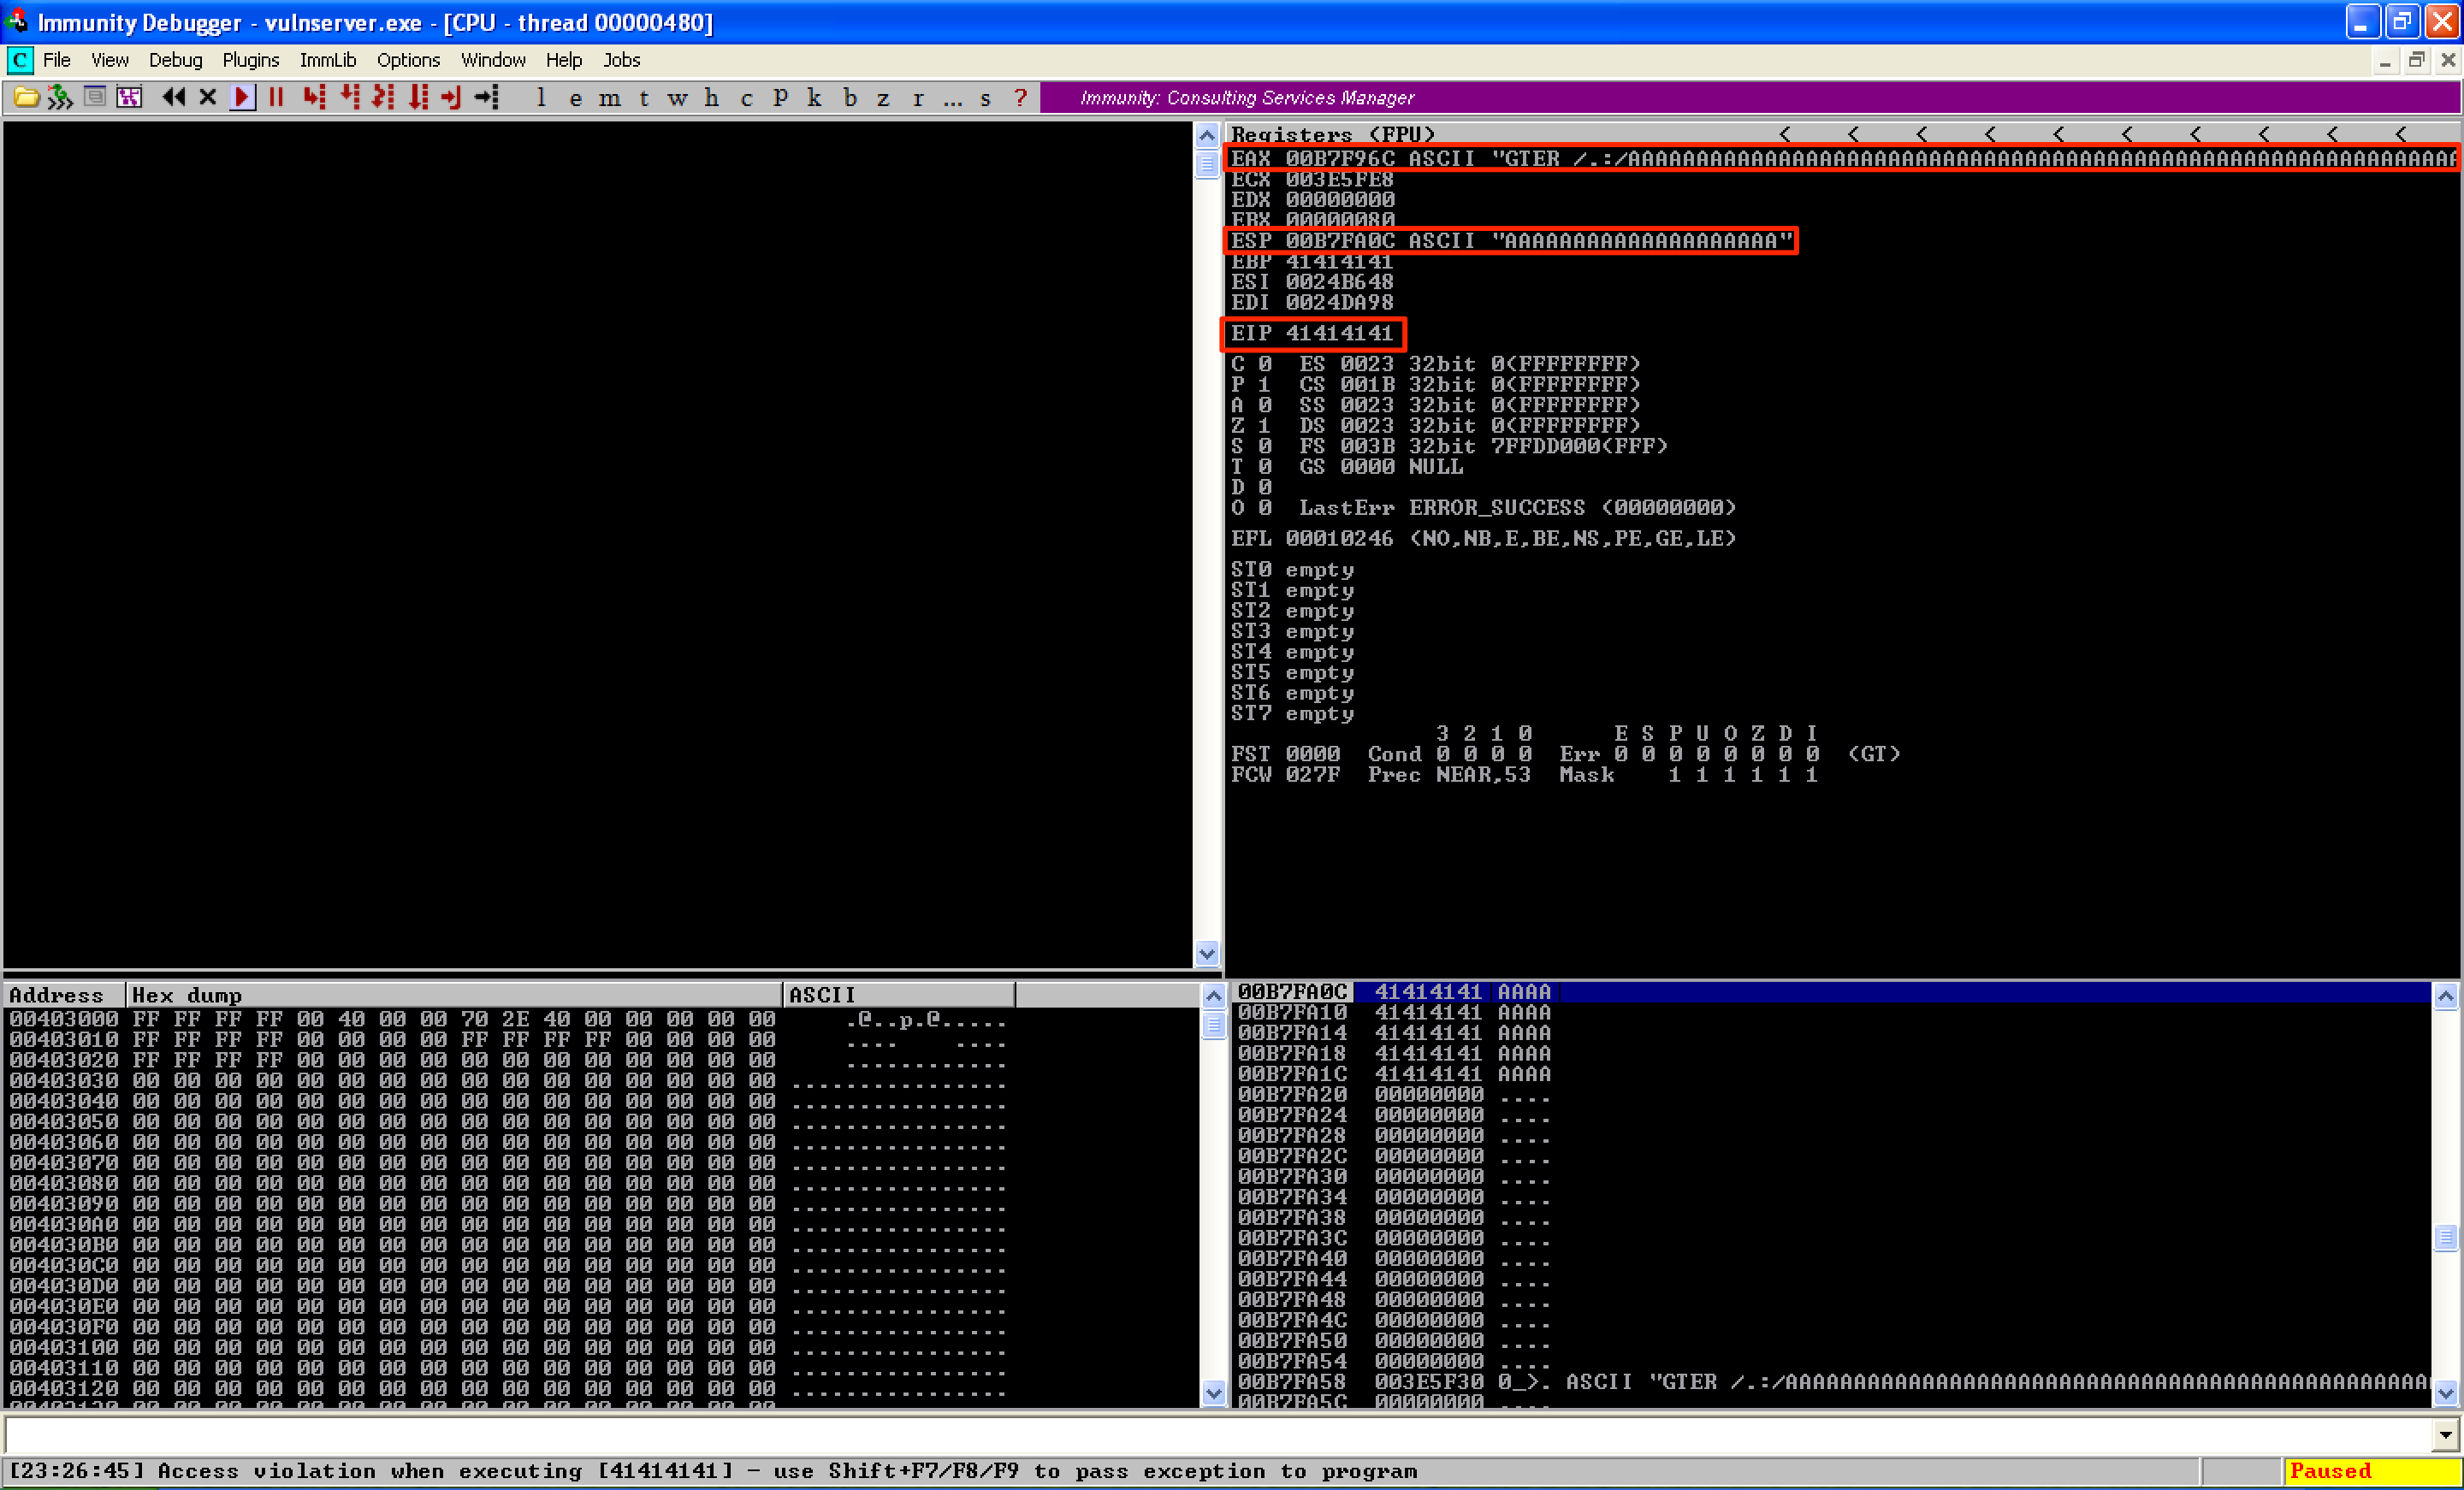 Immunity Debugger - vulnserver.exe - [CPU - thread 00000480]
C File View Debug Plugins ImmLib Options Window Help Jobs
l e m t w h c P k b z r ... s ? Immunity: Consulting Services Manager
Registers (FPU) < < < < < < < < < <
EAX 00B7F96C ASCII "GTER /.:/AAAAAAAAAAAAAAAAAAAAAAAAAAAAAAAAAAAAAAAAAAAAAAAAAAAAAAAAAAAAA
ECX 003E5FE8
EDX 00000000
EBX 00000080
ESP 00B7FA0C ASCII "AAAAAAAAAAAAAAAAAAAA"
EBP 41414141
ESI 0024B648
EDI 0024DA98
EIP 41414141
C 0 ES 0023 32bit 0(FFFFFFFF)
P 1 CS 001B 32bit 0(FFFFFFFF)
A 0 SS 0023 32bit 0(FFFFFFFF)
Z 1 DS 0023 32bit 0(FFFFFFFF)
S 0 FS 003B 32bit 7FFDD000(FFF)
T 0 GS 0000 NULL
D 0
O 0 LastErr ERROR_SUCCESS (00000000)
EFL 00010246 (NO,NB,E,BE,NS,PE,GE,LE)
ST0 empty
ST1 empty
ST2 empty
ST3 empty
ST4 empty
ST5 empty
ST6 empty
ST7 empty
3 2 1 0 E S P U O Z D I
FST 0000 Cond 0 0 0 0 Err 0 0 0 0 0 0 0 0 (GT)
FCW 027F Prec NEAR,53 Mask 1 1 1 1 1 1
Address Hex dump ASCII
00403000 FF FF FF FF 00 40 00 00 70 2E 40 00 00 00 00 00 .@..p.@.....
00403010 FF FF FF FF 00 00 00 00 FF FF FF FF 00 00 00 00 .... ....
00403020 FF FF FF FF 00 00 00 00 00 00 00 00 00 00 00 00 ............
00403030 00 00 00 00 00 00 00 00 00 00 00 00 00 00 00 00 ................
00403040 00 00 00 00 00 00 00 00 00 00 00 00 00 00 00 00 ................
00403050 00 00 00 00 00 00 00 00 00 00 00 00 00 00 00 00 ................
00403060 00 00 00 00 00 00 00 00 00 00 00 00 00 00 00 00 ................
00403070 00 00 00 00 00 00 00 00 00 00 00 00 00 00 00 00 ................
00403080 00 00 00 00 00 00 00 00 00 00 00 00 00 00 00 00 ................
00403090 00 00 00 00 00 00 00 00 00 00 00 00 00 00 00 00 ................
004030A0 00 00 00 00 00 00 00 00 00 00 00 00 00 00 00 00 ................
004030B0 00 00 00 00 00 00 00 00 00 00 00 00 00 00 00 00 ................
004030C0 00 00 00 00 00 00 00 00 00 00 00 00 00 00 00 00 ................
004030D0 00 00 00 00 00 00 00 00 00 00 00 00 00 00 00 00 ................
004030E0 00 00 00 00 00 00 00 00 00 00 00 00 00 00 00 00 ................
004030F0 00 00 00 00 00 00 00 00 00 00 00 00 00 00 00 00 ................
00403100 00 00 00 00 00 00 00 00 00 00 00 00 00 00 00 00 ................
00403110 00 00 00 00 00 00 00 00 00 00 00 00 00 00 00 00 ................
00403120 00 00 00 00 00 00 00 00 00 00 00 00 00 00 00 00 ................
00403130 00 00 00 00 00 00 00 00 00 00 00 00 00 00 00 00
00B7FA0C 41414141 AAAA
00B7FA10 41414141 AAAA
00B7FA14 41414141 AAAA
00B7FA18 41414141 AAAA
00B7FA1C 41414141 AAAA
00B7FA20 00000000 ....
00B7FA24 00000000 ....
00B7FA28 00000000 ....
00B7FA2C 00000000 ....
00B7FA30 00000000 ....
00B7FA34 00000000 ....
00B7FA38 00000000 ....
00B7FA3C 00000000 ....
00B7FA40 00000000 ....
00B7FA44 00000000 ....
00B7FA48 00000000 ....
00B7FA4C 00000000 ....
00B7FA50 00000000 ....
00B7FA54 00000000 ....
00B7FA58 003E5F30 0_>. ASCII "GTER /.:/AAAAAAAAAAAAAAAAAAAAAAAAAAAAAAAAAAAAAAAAAAAAAAA
00B7FA5C 00000000 ....
[23:26:45] Access violation when executing [41414141] - use Shift+F7/F8/F9 to pass exception to program
Paused